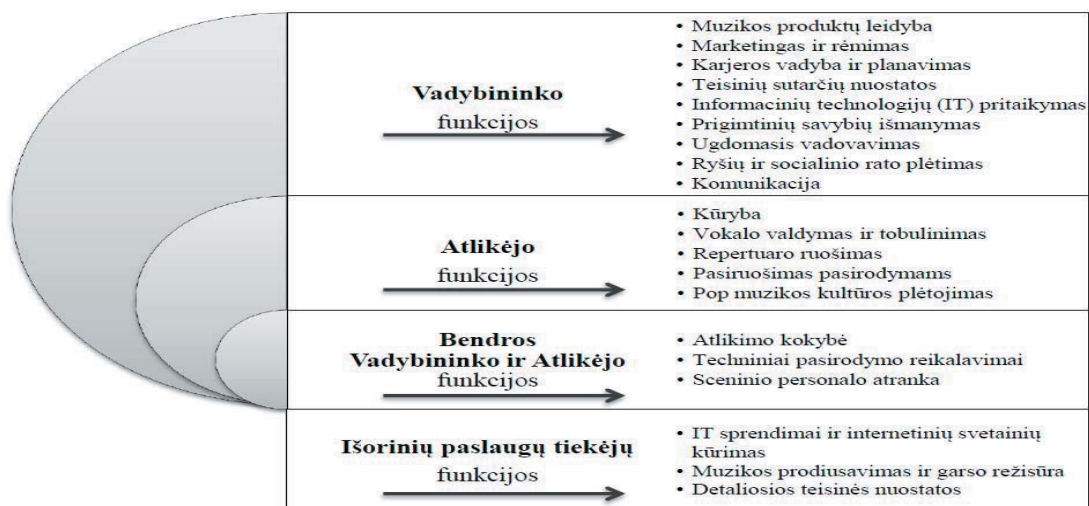 Vadybininko
funkcijos
• Muzikos produktų leidyba
• Marketingas ir rėmimas
• Karjeros vadyba ir planavimas
• Teisinių sutarčių nuostatos
• Informacinių technologijų (IT) pritaikymas
• Prigimtinių savybių išmanymas
• Ugdomasis vadovavimas
• Ryšių ir socialinio rato plėtimas
• Komunikacija
Atlikėjo
funkcijos
• Kūryba
• Vokalo valdymas ir tobulinimas
• Repertuaro ruošimas
• Pasiruošimas pasirodymams
• Pop muzikos kultūros plėtojimas
Bendros
Vadybininko ir Atlikėjo
funkcijos
• Atlikimo kokybė
• Techniniai pasirodymo reikalavimai
• Sceninio personalo atranka
Išorinių paslaugų tiekėjų
funkcijos
• IT sprendimai ir internetinių svetainių
kūrimas
• Muzikos prodiusavimas ir garso režisūra
• Detaliosios teisinės nuostatos